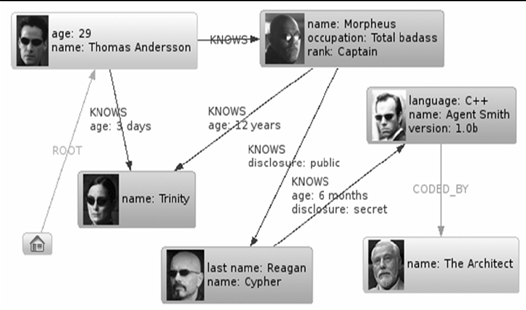 age: 29
name: Thomas Andersson
KNOWS
name: Morpheus
occupation: Total badass
rank: Captain
KNOWS
age: 3 days
KNOWS
age: 12 years
KNOWS
disclosure: public
language: C++
name: Agent Smith
version: 1.0b
ROOT
name: Trinity
KNOWS
age: 6 months
disclosure: secret
CODED_BY
last name: Reagan
name: Cypher
name: The Architect